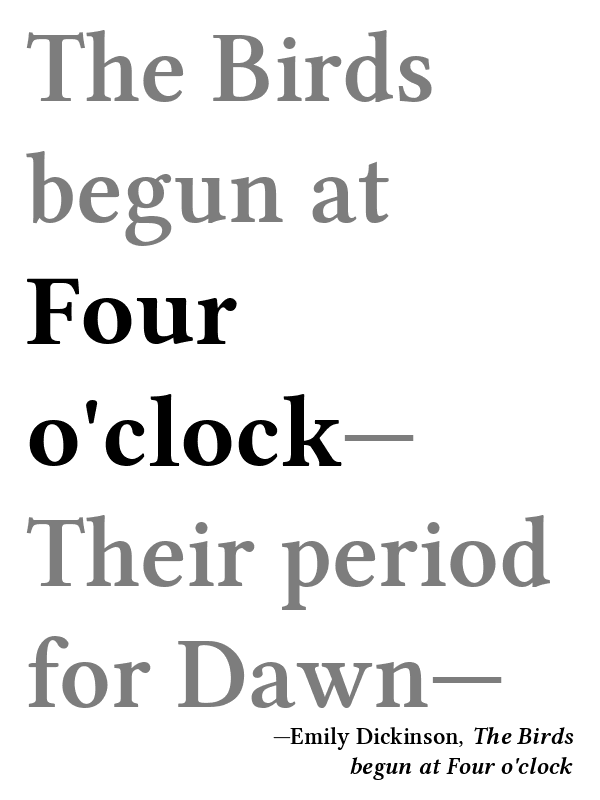 The Birds
begun at
Four
o'clock—
Their period
for Dawn—
—Emily Dickinson, The Birds
begun at Four o'clock